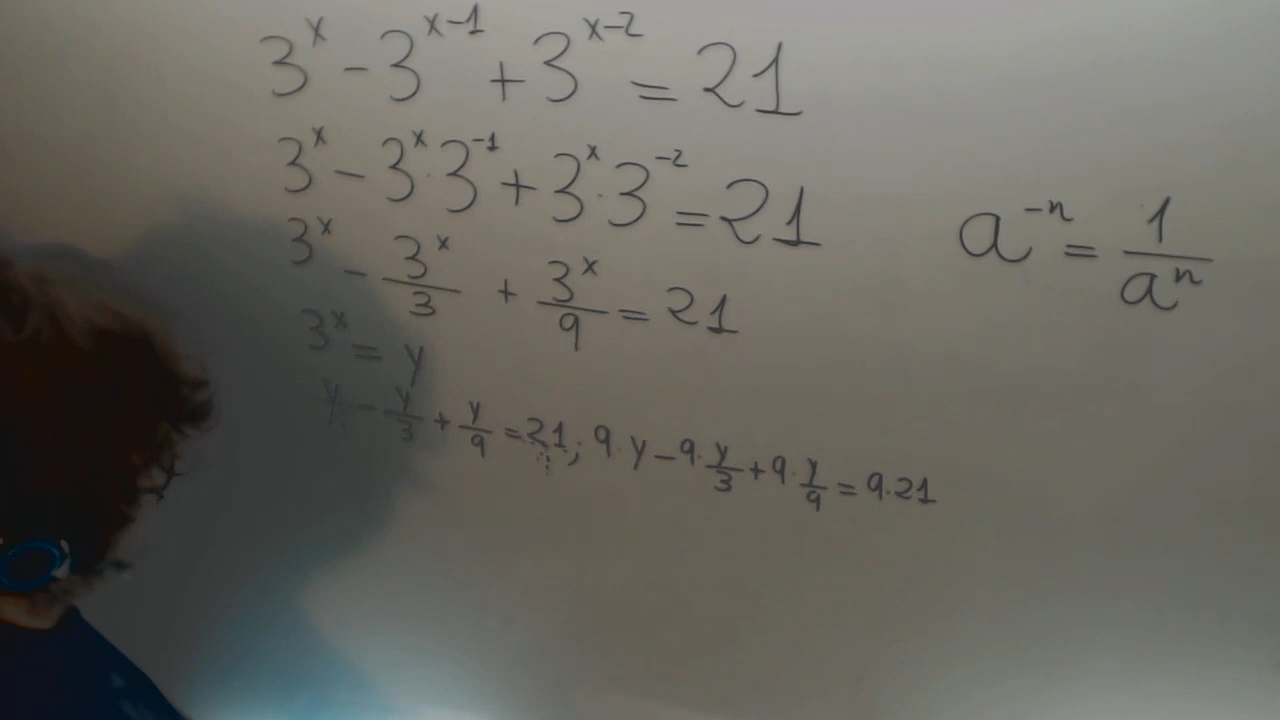 3^x - 3^(x-1) + 3^(x-2) = 21
3^x - 3^x · 3^-1 + 3^x · 3^-2 = 21
a^-n = 1/a^n
3^x - 3^x/3 + 3^x/9 = 21
3^x = y
y - y/3 + y/9 = 21; 9 · y - 9 · y/3 + 9 · y/9 = 9 · 21